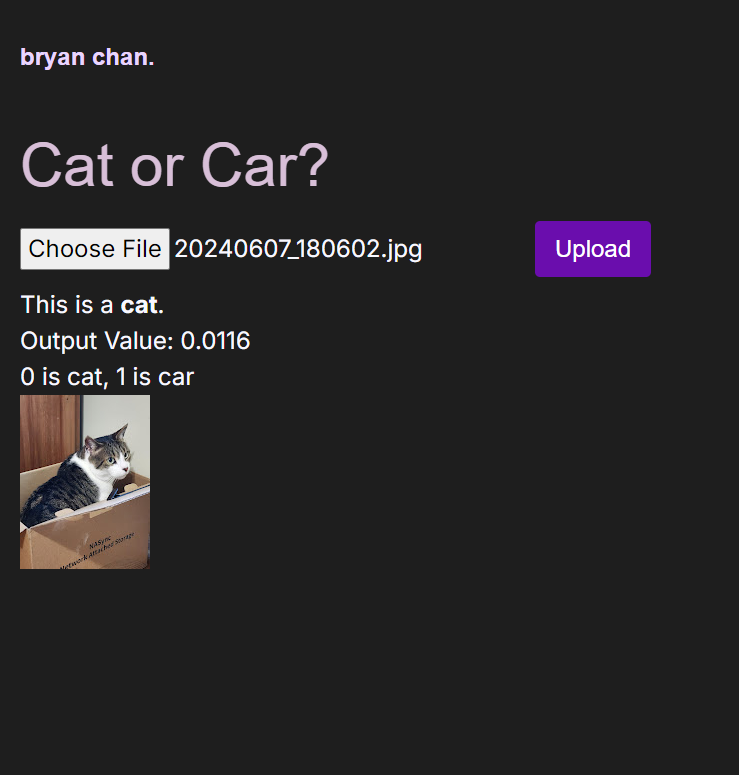 bryan chan.
Cat or Car?
Choose File 20240607_180602.jpg Upload
This is a cat.
Output Value: 0.0116
0 is cat, 1 is car
NASync
Network Attached Storage